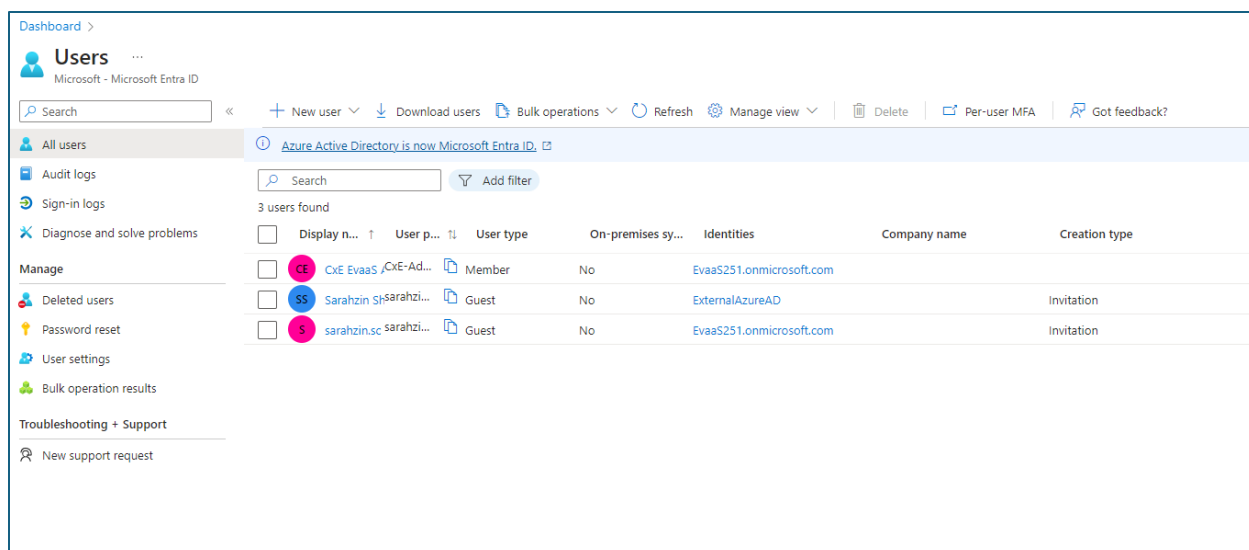 Dashboard >
Users ...
Microsoft - Microsoft Entra ID
Search «
All users
Audit logs
Sign-in logs
Diagnose and solve problems
Manage
Deleted users
Password reset
User settings
Bulk operation results
Troubleshooting + Support
New support request
+ New user Download users Bulk operations Refresh Manage view Delete Per-user MFA Got feedback?
Azure Active Directory is now Microsoft Entra ID.
Search Add filter
3 users found
Display n... ↑ User p... ↑↓ User type On-premises sy... Identities Company name Creation type
CE CxE EvaaS CxE-Ad... Member No EvaaS251.onmicrosoft.com
SS Sarahzin Sh sarahzi... Guest No ExternalAzureAD Invitation
S sarahzin.sc sarahzi... Guest No EvaaS251.onmicrosoft.com Invitation